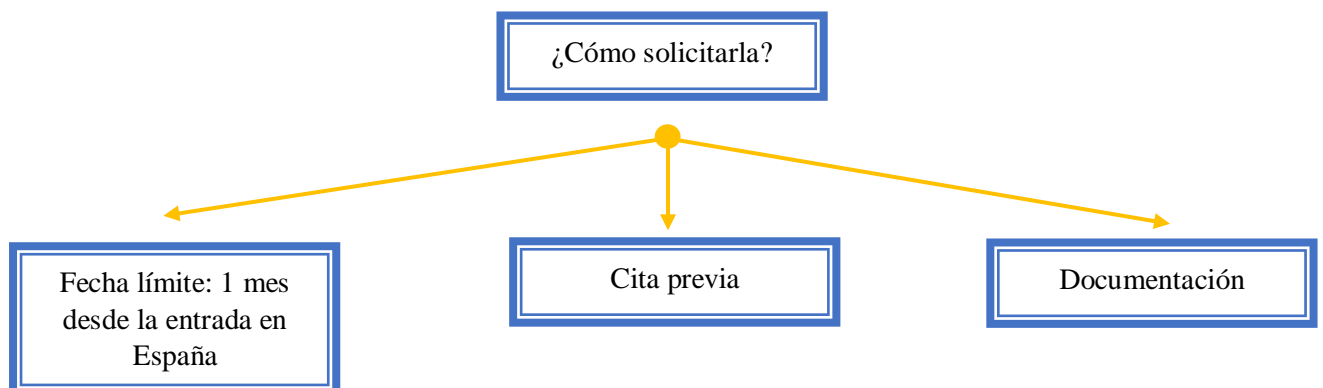 ¿Cómo solicitarla?
Fecha límite: 1 mes
desde la entrada en
España
Cita previa
Documentación